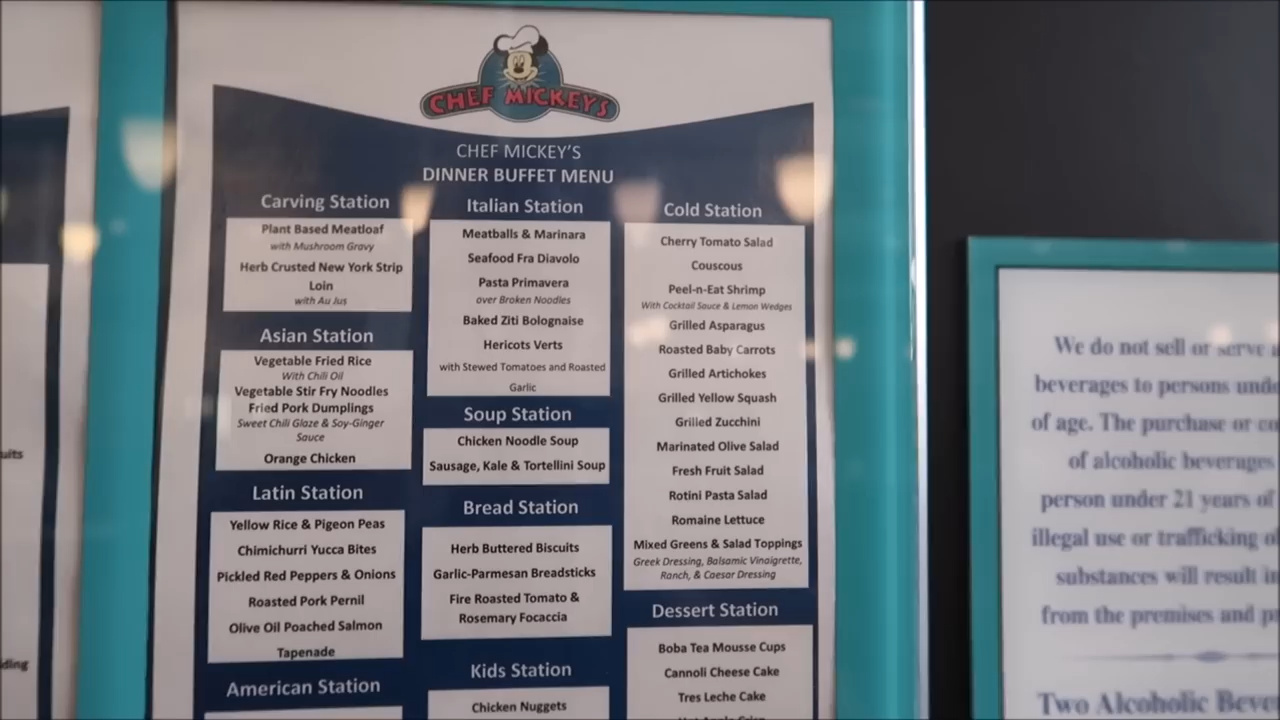 CHEF MICKEYS
CHEF MICKEY'S
DINNER BUFFET MENU
Carving Station
Plant Based Meatloaf
with Mushroom Gravy
Herb Crusted New York Strip
Loin
with Au Jus
Asian Station
Vegetable Fried Rice
With Chili Oil
Vegetable Stir Fry Noodles
Fried Pork Dumplings
Sweet Chili Glaze & Soy-Ginger
Sauce
Orange Chicken
Latin Station
Yellow Rice & Pigeon Peas
Chimichurri Yucca Bites
Pickled Red Peppers & Onions
Roasted Pork Pernil
Olive Oil Poached Salmon
Tapenade
American Station
Italian Station
Meatballs & Marinara
Seafood Fra Diavolo
Pasta Primavera
over Broken Noodles
Baked Ziti Bolognaise
Hericots Verts
with Stewed Tomatoes and Roasted
Garlic
Soup Station
Chicken Noodle Soup
Sausage, Kale & Tortellini Soup
Bread Station
Herb Buttered Biscuits
Garlic-Parmesan Breadsticks
Fire Roasted Tomato &
Rosemary Focaccia
Kids Station
Chicken Nuggets
Cold Station
Cherry Tomato Salad
Couscous
Peel-n-Eat Shrimp
With Cocktail Sauce & Lemon Wedges
Grilled Asparagus
Roasted Baby Carrots
Grilled Artichokes
Grilled Yellow Squash
Grilled Zucchini
Marinated Olive Salad
Fresh Fruit Salad
Rotini Pasta Salad
Romaine Lettuce
Mixed Greens & Salad Toppings
Greek Dressing, Balsamic Vinaigrette,
Ranch, & Caesar Dressing
Dessert Station
Boba Tea Mousse Cups
Cannoli Cheese Cake
Tres Leche Cake
We do not sell or serve
beverages to persons
of age. The purchase or
of alcoholic beverages
person under 21 years of
illegal use or trafficking
substances will result
from the premises and
Two Alcoholic